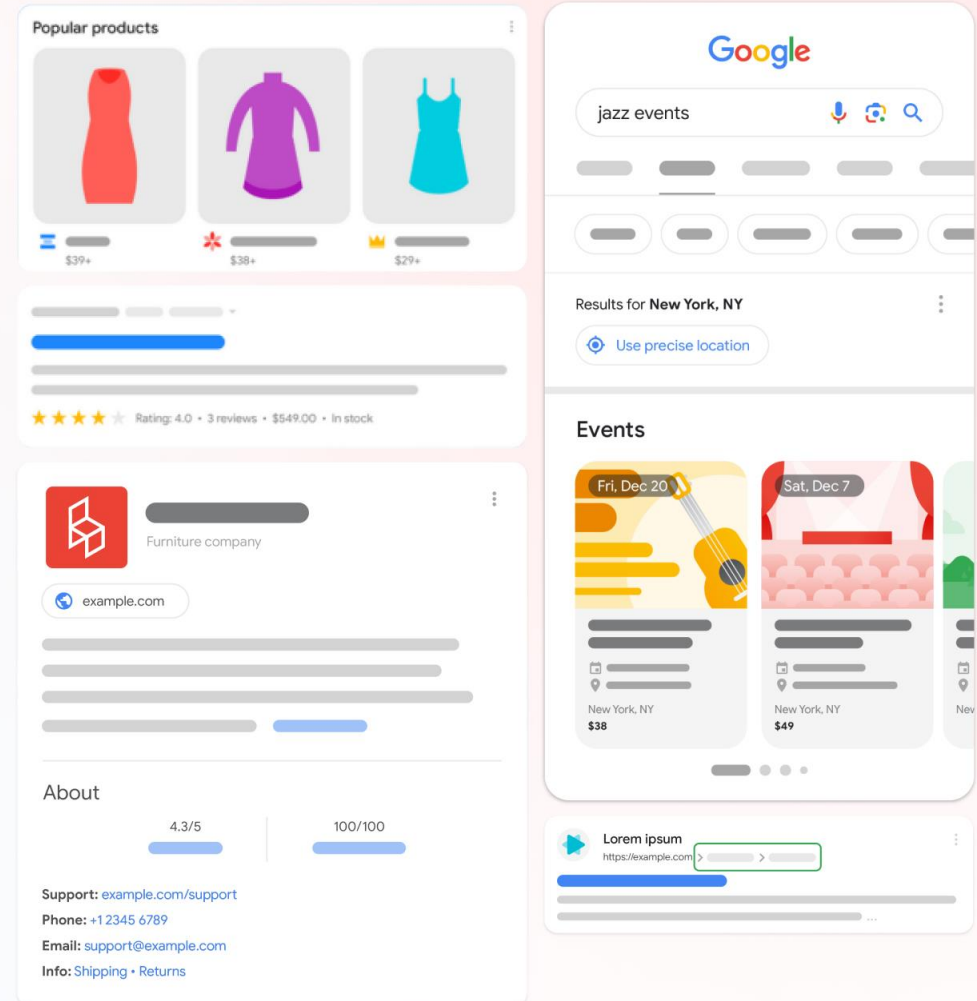 Popular products
$39+
$38+
$29+
Rating: 4.0 • 3 reviews • $549.00 • In stock
Furniture company
example.com
About
4.3/5
100/100
Support: example.com/support
Phone: +1 2345 6789
Email: support@example.com
Info: Shipping • Returns
Google
jazz events
Results for New York, NY
Use precise location
Events
Fri, Dec 20
Sat, Dec 7
New York, NY
$38
New York, NY
$49
New
Lorem ipsum
https://example.com > >
...